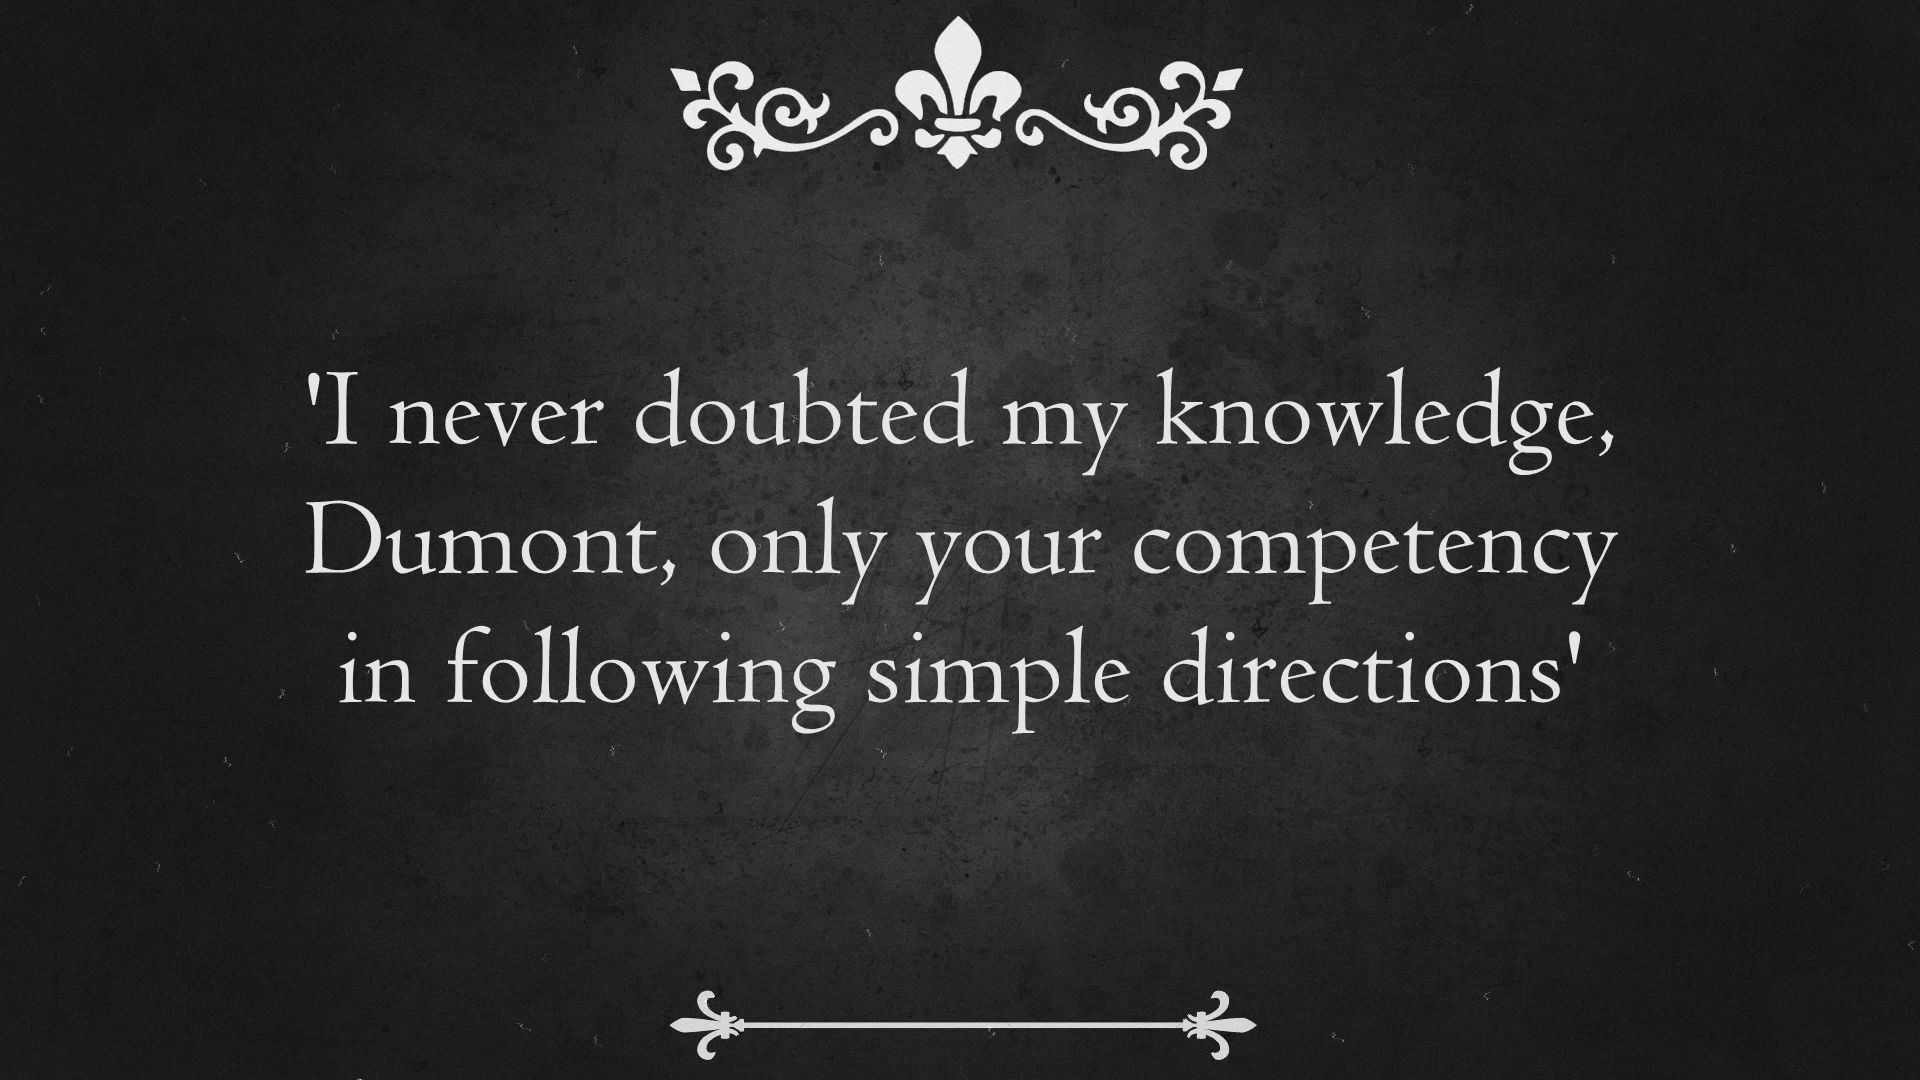 'I never doubted my knowledge,
Dumont, only your competency
in following simple directions'